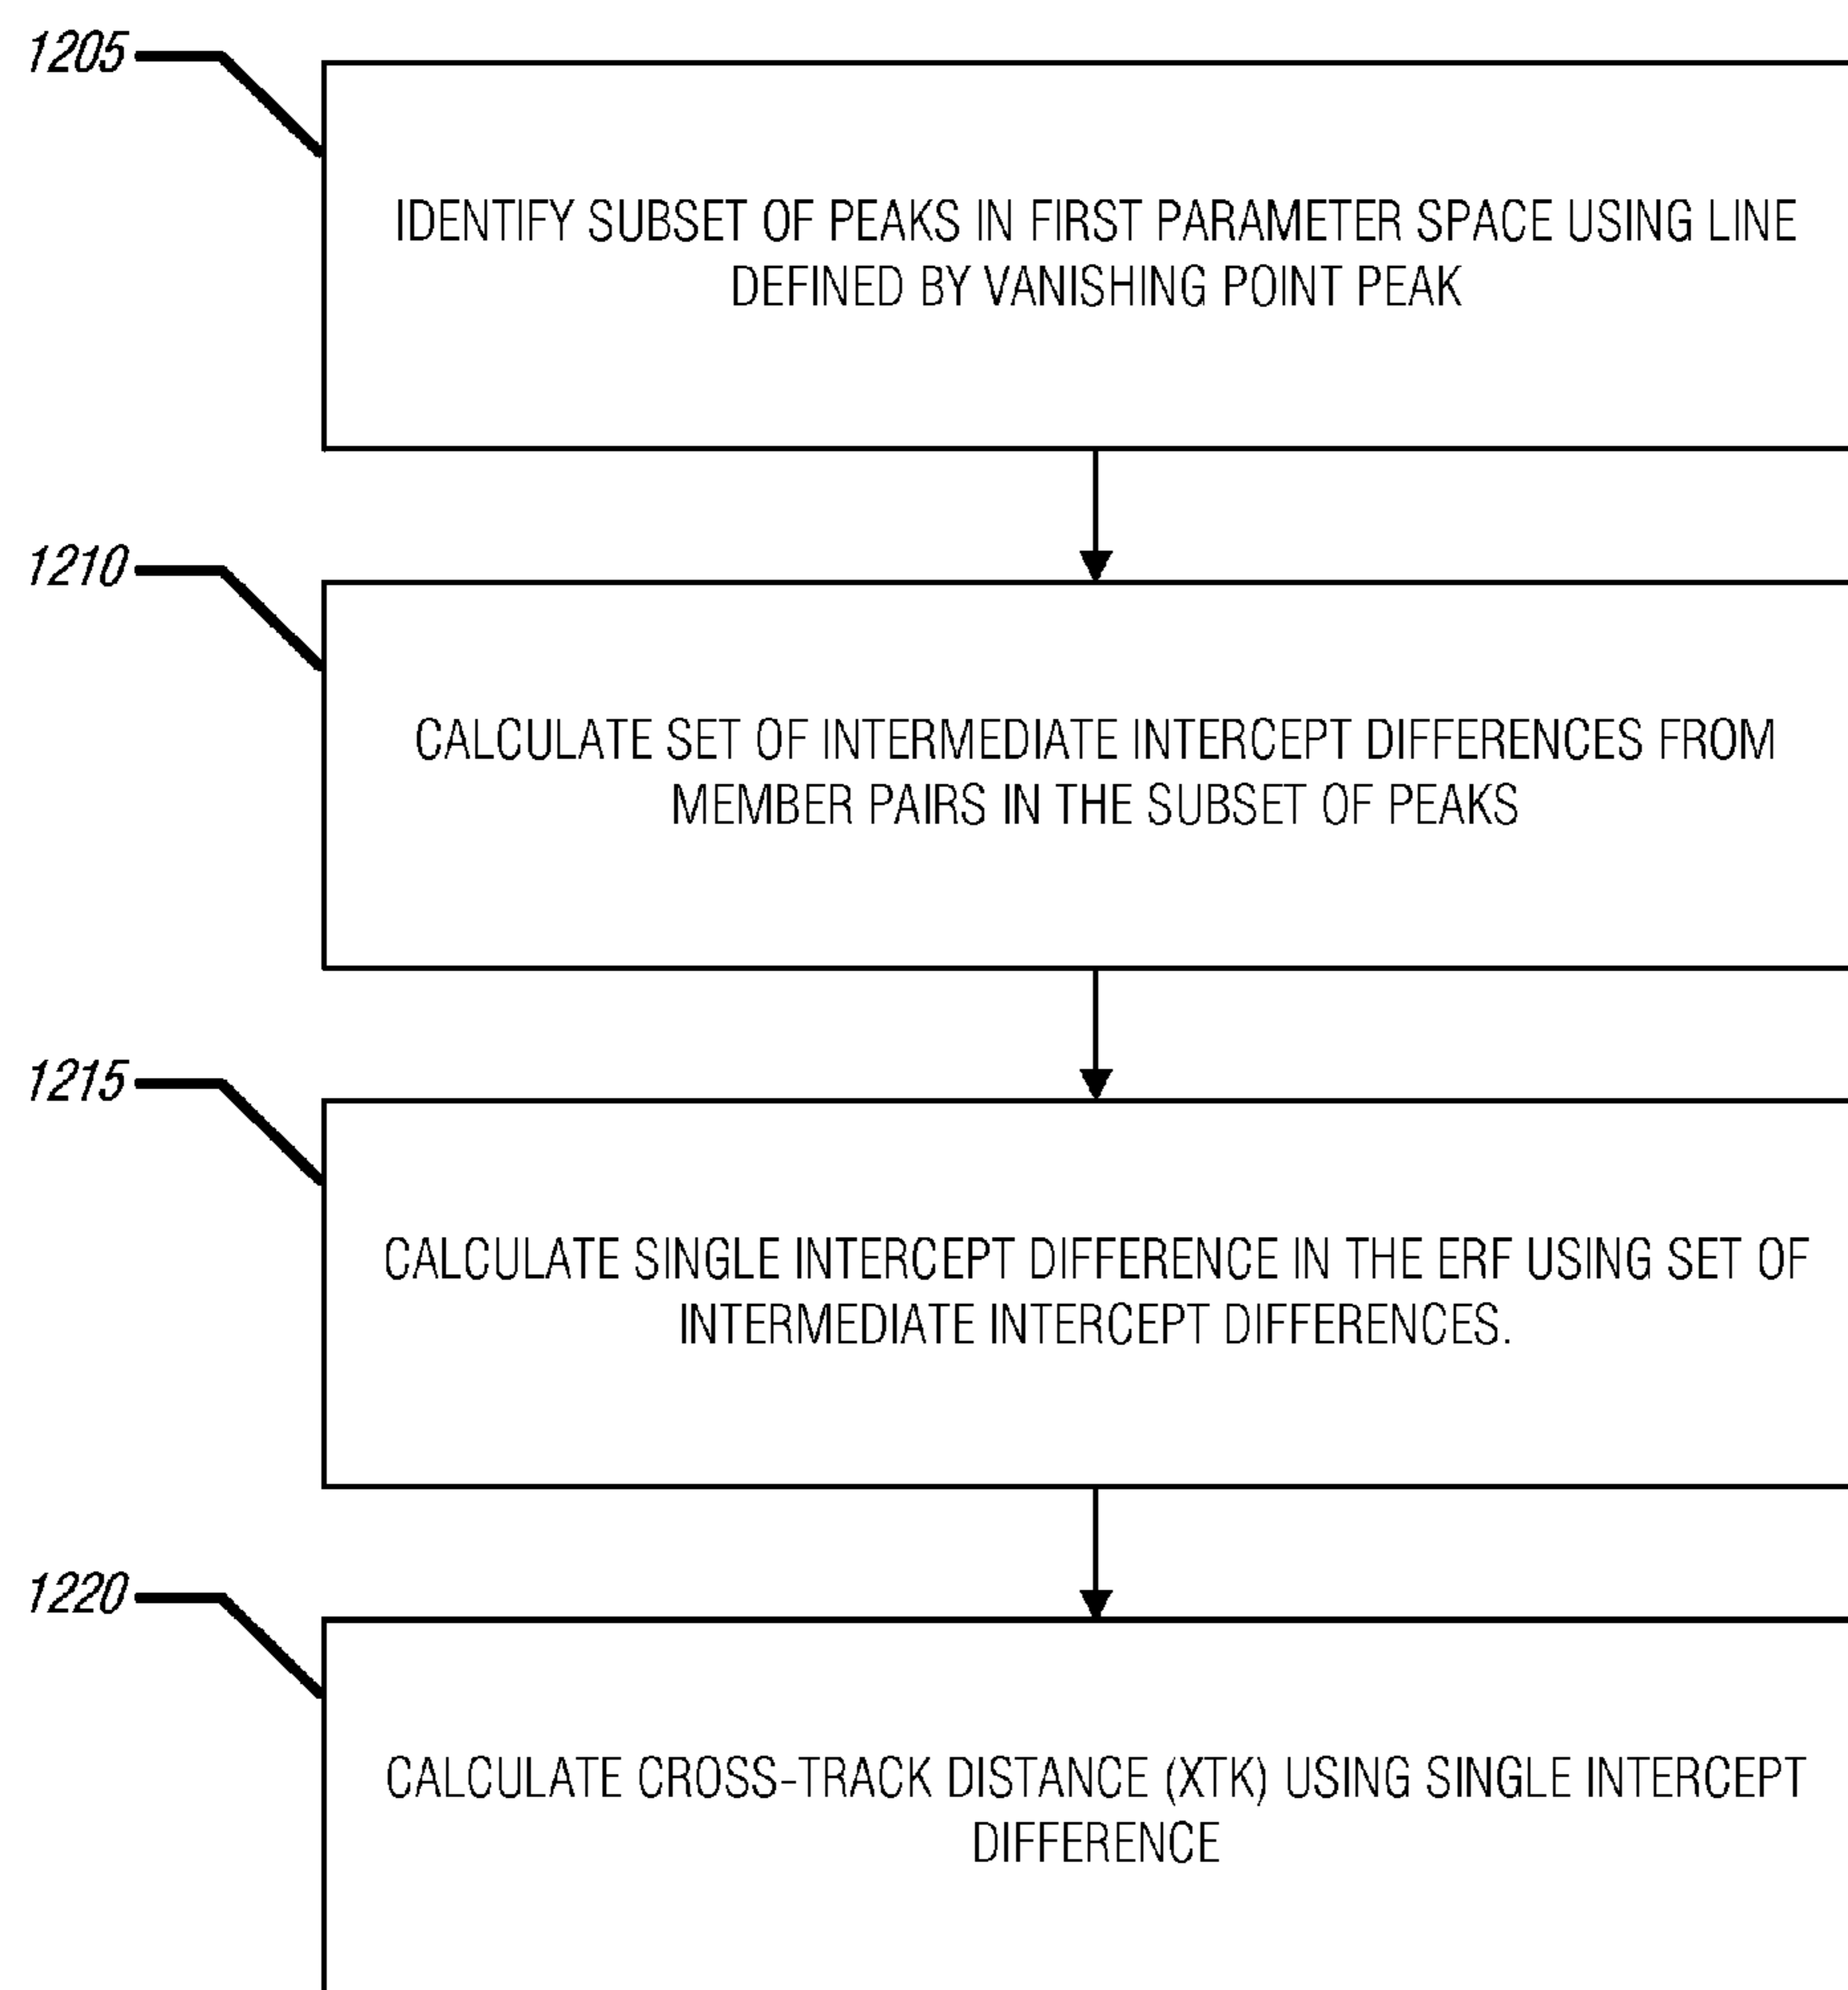 1205
IDENTIFY SUBSET OF PEAKS IN FIRST PARAMETER SPACE USING LINE
DEFINED BY VANISHING POINT PEAK
1210
CALCULATE SET OF INTERMEDIATE INTERCEPT DIFFERENCES FROM
MEMBER PAIRS IN THE SUBSET OF PEAKS
1215
CALCULATE SINGLE INTERCEPT DIFFERENCE IN THE ERF USING SET OF
INTERMEDIATE INTERCEPT DIFFERENCES.
1220
CALCULATE CROSS-TRACK DISTANCE (XTK) USING SINGLE INTERCEPT
DIFFERENCE